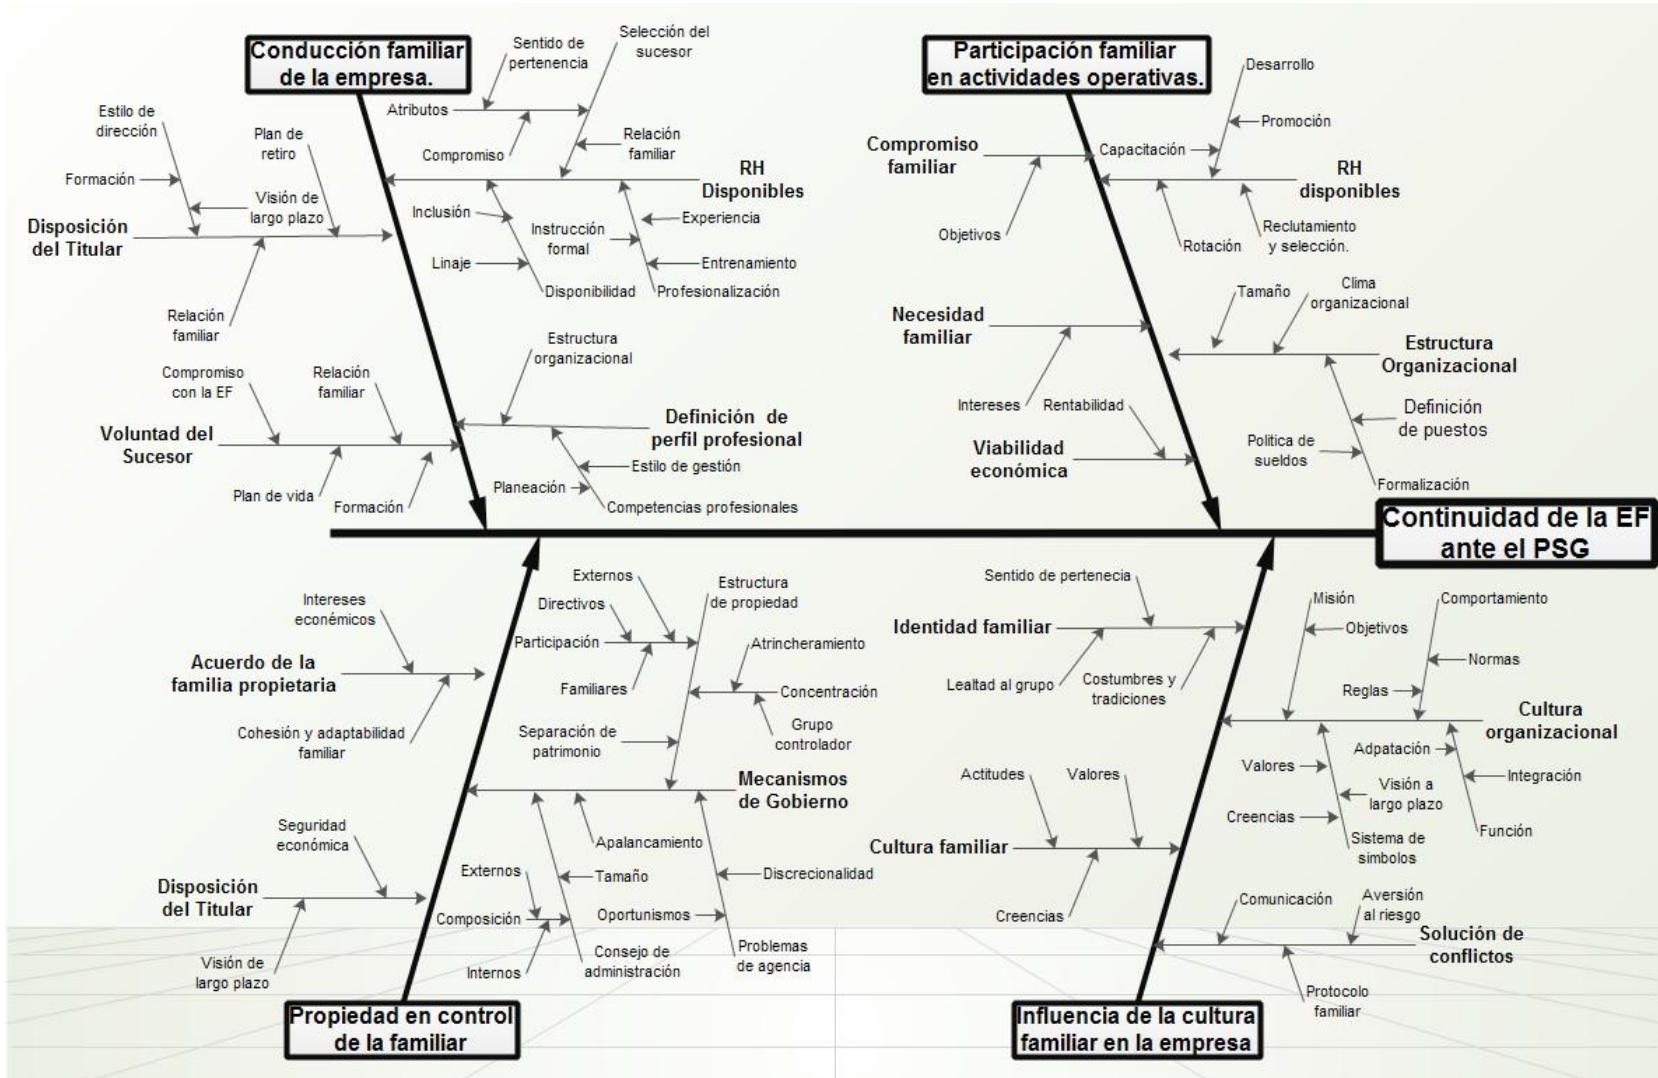 Conducción familiar
de la empresa.
Sentido de
pertenencia
Selección del
sucesor
Atributos
Compromiso
Relación
familiar
RH
Disponibles
Inclusión
Linaje
Disponibilidad
Instrucción
formal
Experiencia
Entrenamiento
Profesionalización
Estilo de
dirección
Plan de
retiro
Formación
Visión de
largo plazo
Disposición
del Titular
Relación
familiar
Estructura
organizacional
Definición de
perfil profesional
Estilo de gestión
Planeación
Competencias profesionales
Compromiso
con la EF
Relación
familiar
Voluntad del
Sucesor
Plan de vida
Formación
Participación familiar
en actividades operativas.
Desarrollo
Promoción
Capacitación
Compromiso
familiar
Objetivos
RH
disponibles
Rotación
Reclutamiento
y selección.
Necesidad
familiar
Intereses
Tamaño
Clima
organizacional
Estructura
Organizacional
Definición
de puestos
Politica de
sueldos
Formalización
Rentabilidad
Viabilidad
económica
Continuidad de la EF
ante el PSG
Intereses
económicos
Acuerdo de la
familia propietaria
Cohesión y adaptabilidad
familiar
Externos
Directivos
Participación
Familiares
Estructura
de propiedad
Atrincheramiento
Concentración
Grupo
controlador
Separación de
patrimonio
Mecanismos
de Gobierno
Apalancamiento
Tamaño
Externos
Composición
Internos
Consejo de
administración
Discrecionalidad
Oportunismos
Problemas
de agencia
Seguridad
económica
Disposición
del Titular
Visión de
largo plazo
Propiedad en control
de la familiar
Sentido de pertenecia
Identidad familiar
Lealtad al grupo
Costumbres y
tradiciones
Misión
Objetivos
Comportamiento
Normas
Reglas
Cultura
organizacional
Adpatación
Integración
Función
Valores
Visión a
largo plazo
Creencias
Sistema de
simbolos
Actitudes
Valores
Cultura familiar
Creencias
Comunicación
Aversión
al riesgo
Solución de
conflictos
Protocolo
familiar
Influencia de la cultura
familiar en la empresa